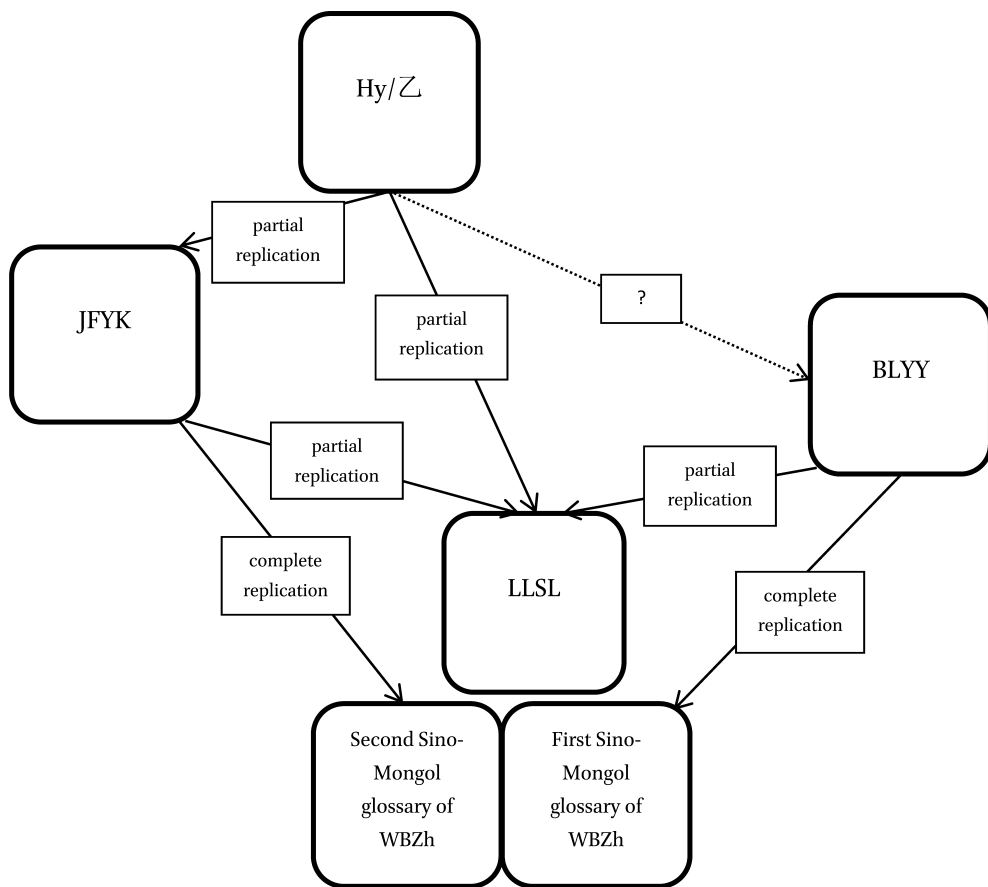 Hy/乙
partial
replication
JFYK
partial
replication
?
BLYY
partial
replication
partial
replication
complete
replication
LLSL
complete
replication
Second Sino-
Mongol
glossary of
WBZh
First Sino-
Mongol
glossary of
WBZh